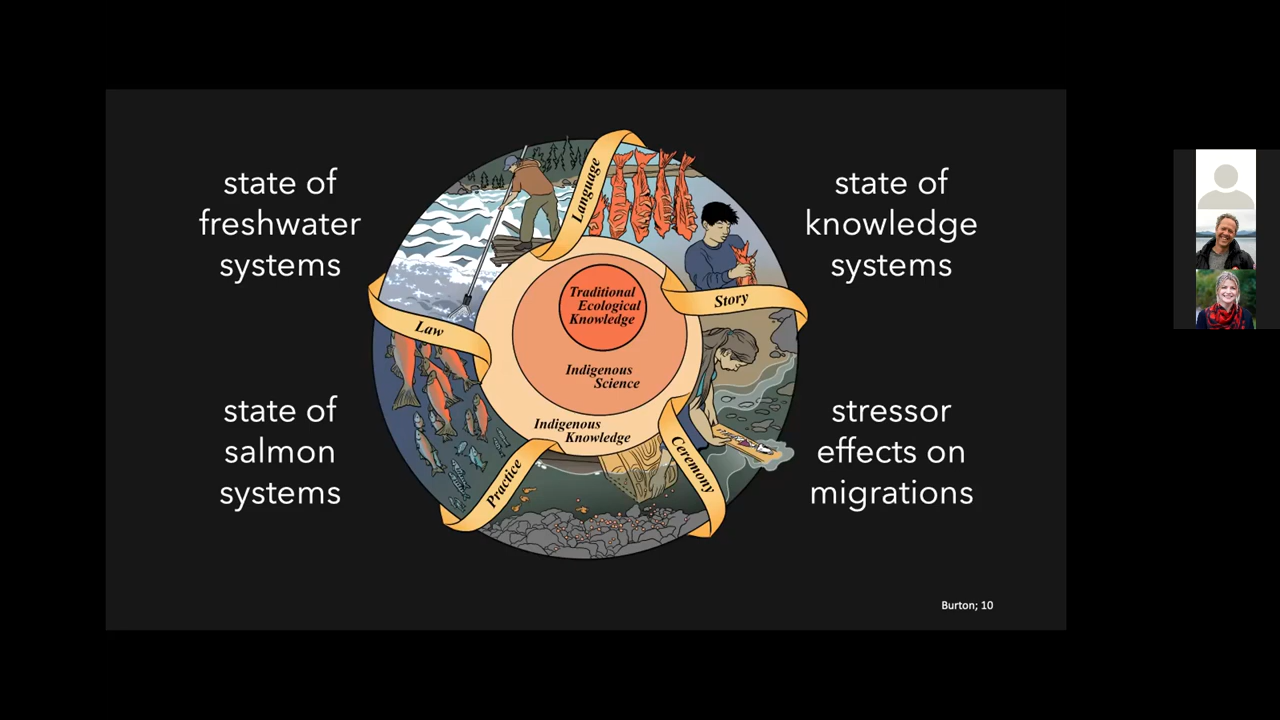 state of
freshwater
systems
state of
knowledge
systems
state of
salmon
systems
stressor
effects on
migrations
Language
Story
Law
Practice
Ceremony
Traditional
Ecological
Knowledge
Indigenous
Science
Indigenous
Knowledge
Burton; 10